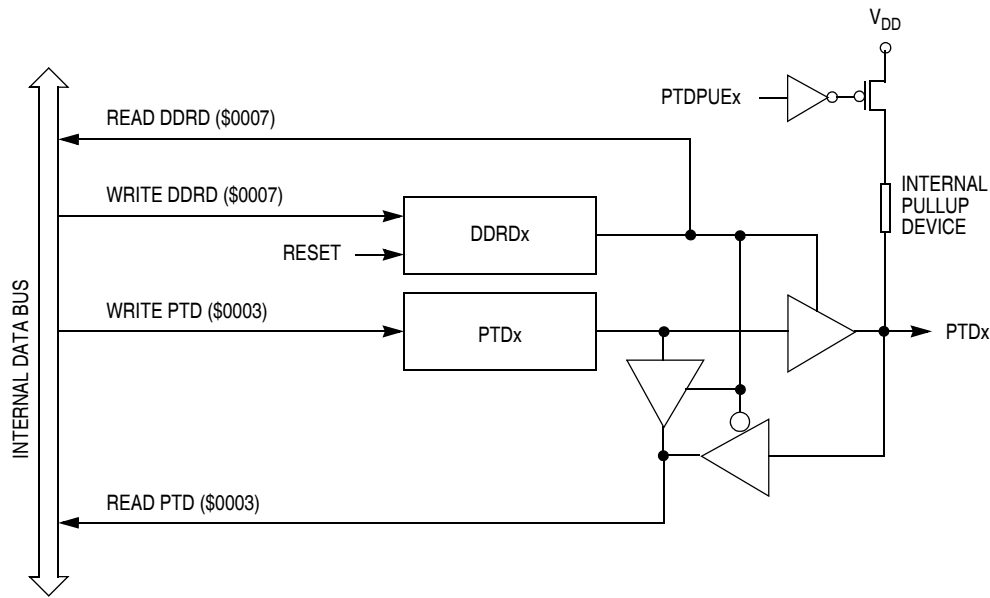 V_DD
PTDPUEx
READ DDRD ($0007)
WRITE DDRD ($0007)
INTERNAL
PULLUP
DEVICE
DDRDx
RESET
WRITE PTD ($0003)
PTDx
PTDx
INTERNAL DATA BUS
READ PTD ($0003)